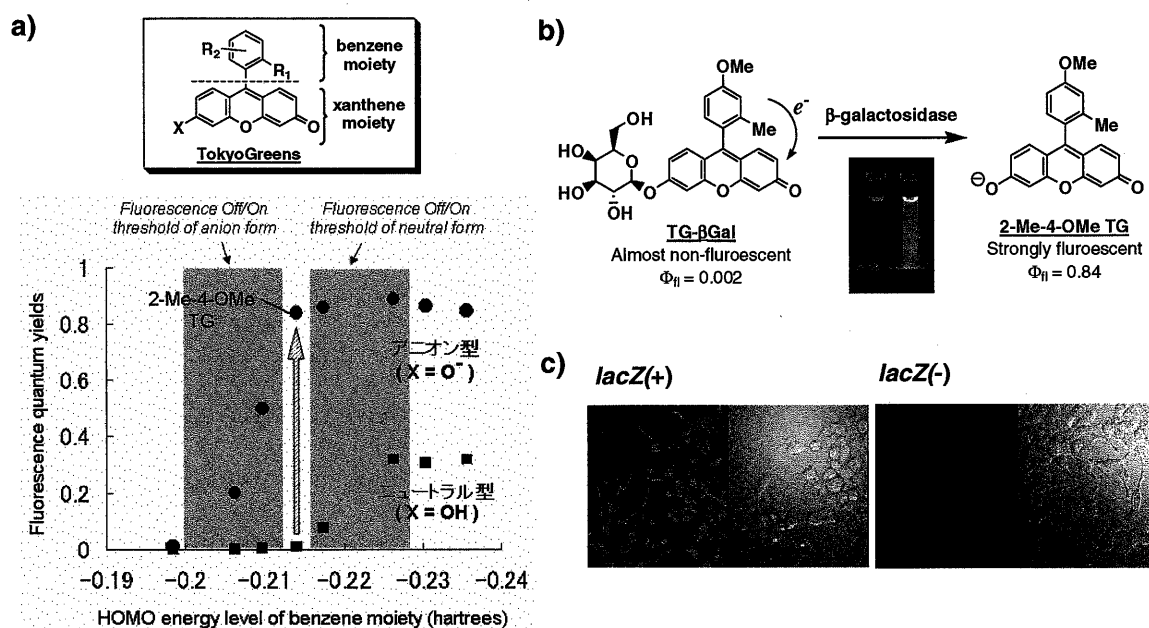 a)
R2
R1
benzene
moiety
X
O
O
xanthene
moiety
TokyoGreens
Fluorescence Off/On
threshold of anion form
Fluorescence Off/On
threshold of neutral form
Fluorescence quantum yields
1
0.8
0.6
0.4
0.2
0
2-Me-4-OMe
TG
アニオン型
( X = O⁻ )
ニュートラル型
( X = OH )
-0.19
-0.2
-0.21
-0.22
-0.23
-0.24
HOMO energy level of benzene moiety (hartrees)
b)
OMe
e⁻
Me
OH
HO
O
HO
OH
O
O
O
TG-βGal
Almost non-fluroescent
Φfl = 0.002
β-galactosidase
OMe
Me
⊖
O
O
O
2-Me-4-OMe TG
Strongly fluroescent
Φfl = 0.84
c)
lacZ(+)
lacZ(-)